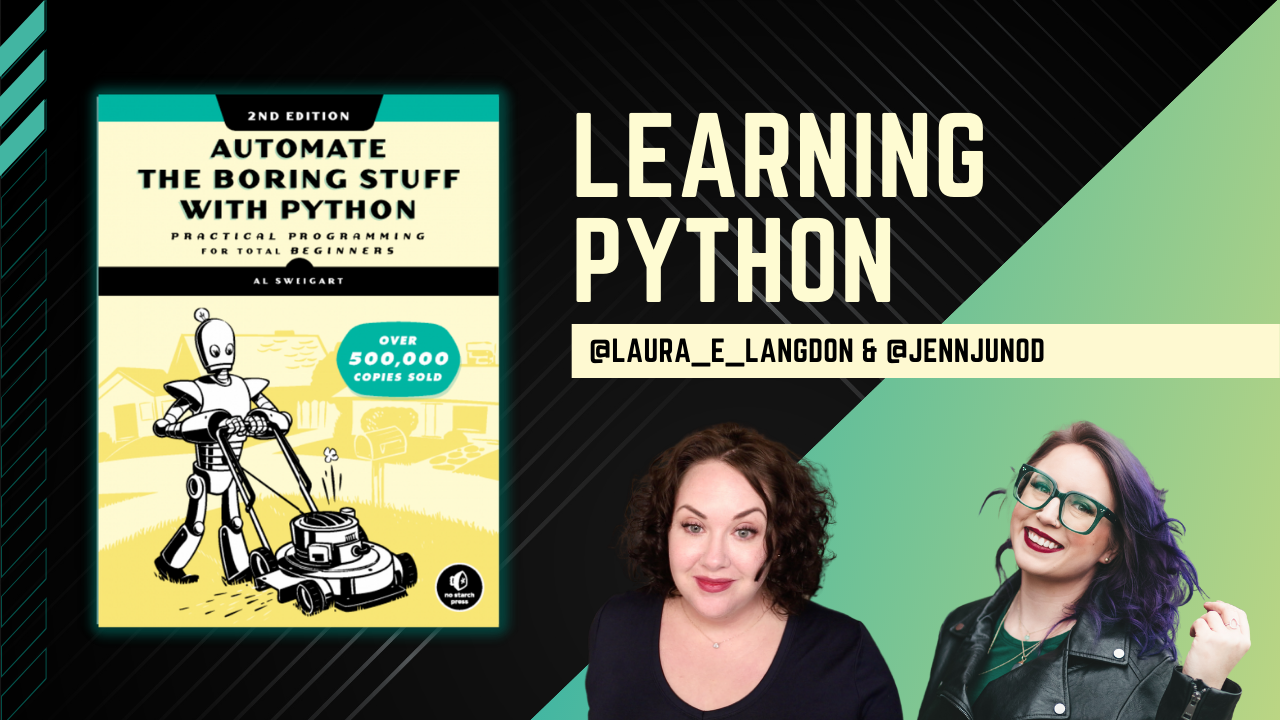 2ND EDITION
AUTOMATE
THE BORING STUFF
WITH PYTHON
PRACTICAL PROGRAMMING
FOR TOTAL BEGINNERS
AL SWEIGART
OVER
500,000
COPIES SOLD
no starch
press
LEARNING
PYTHON
@LAURA_E_LANGDON & @JENNJUNOD